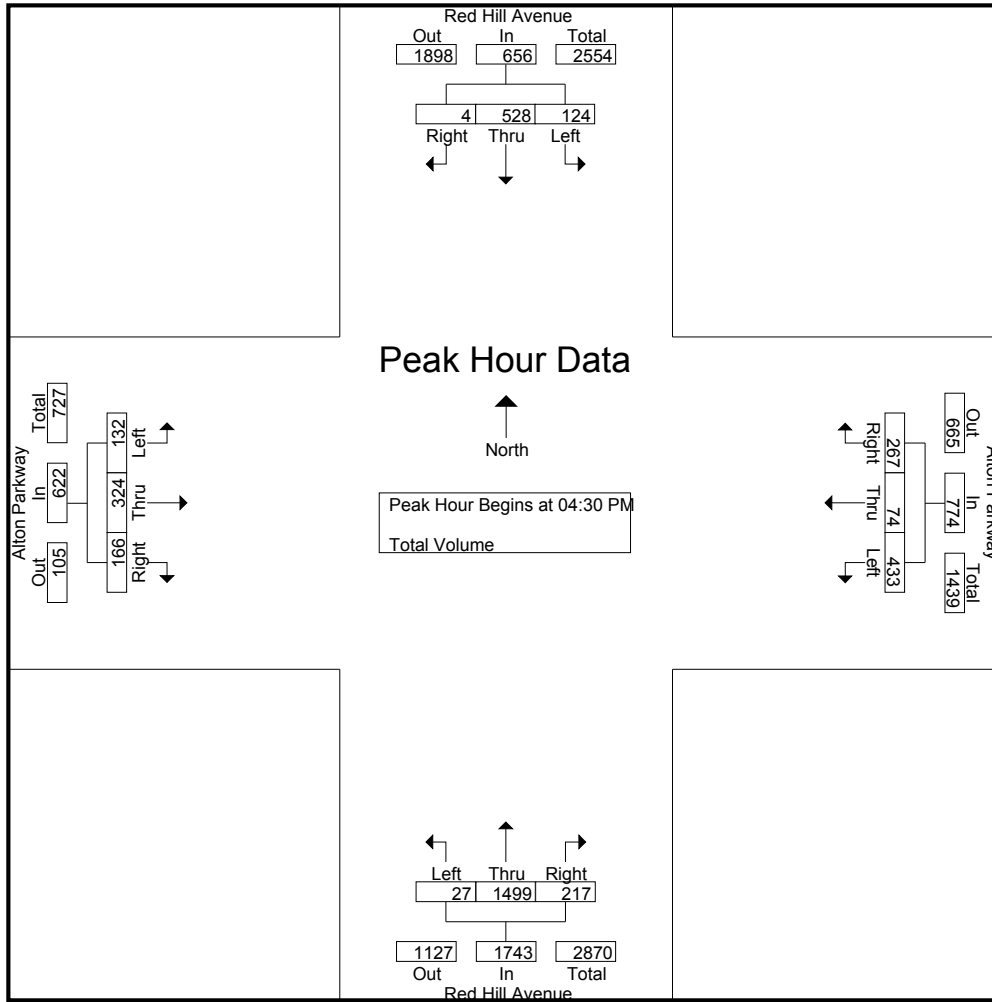 Red Hill Avenue
Out In Total
1898 656 2554
4 528 124
Right Thru Left
Peak Hour Data
North
Peak Hour Begins at 04:30 PM
Total Volume
Alton Parkway
Out In Total
105 622 727
166 324 132
Right Thru Left
Alton Parkway
Out In Total
665 774 1439
267 74 433
Right Thru Left
Left Thru Right
27 1499 217
1127 1743 2870
Out In Total
Red Hill Avenue